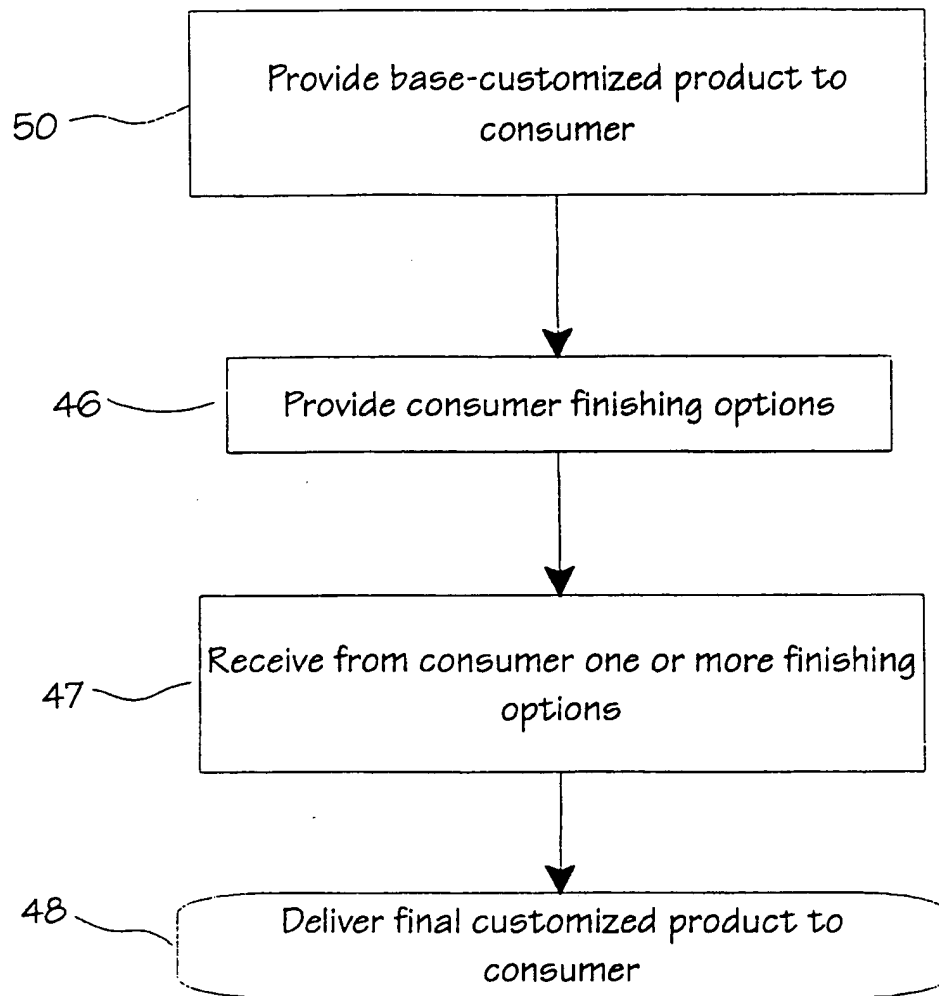 Provide base-customized product to
consumer
50
Provide consumer finishing options
46
Receive from consumer one or more finishing
options
47
Deliver final customized product to
consumer
48